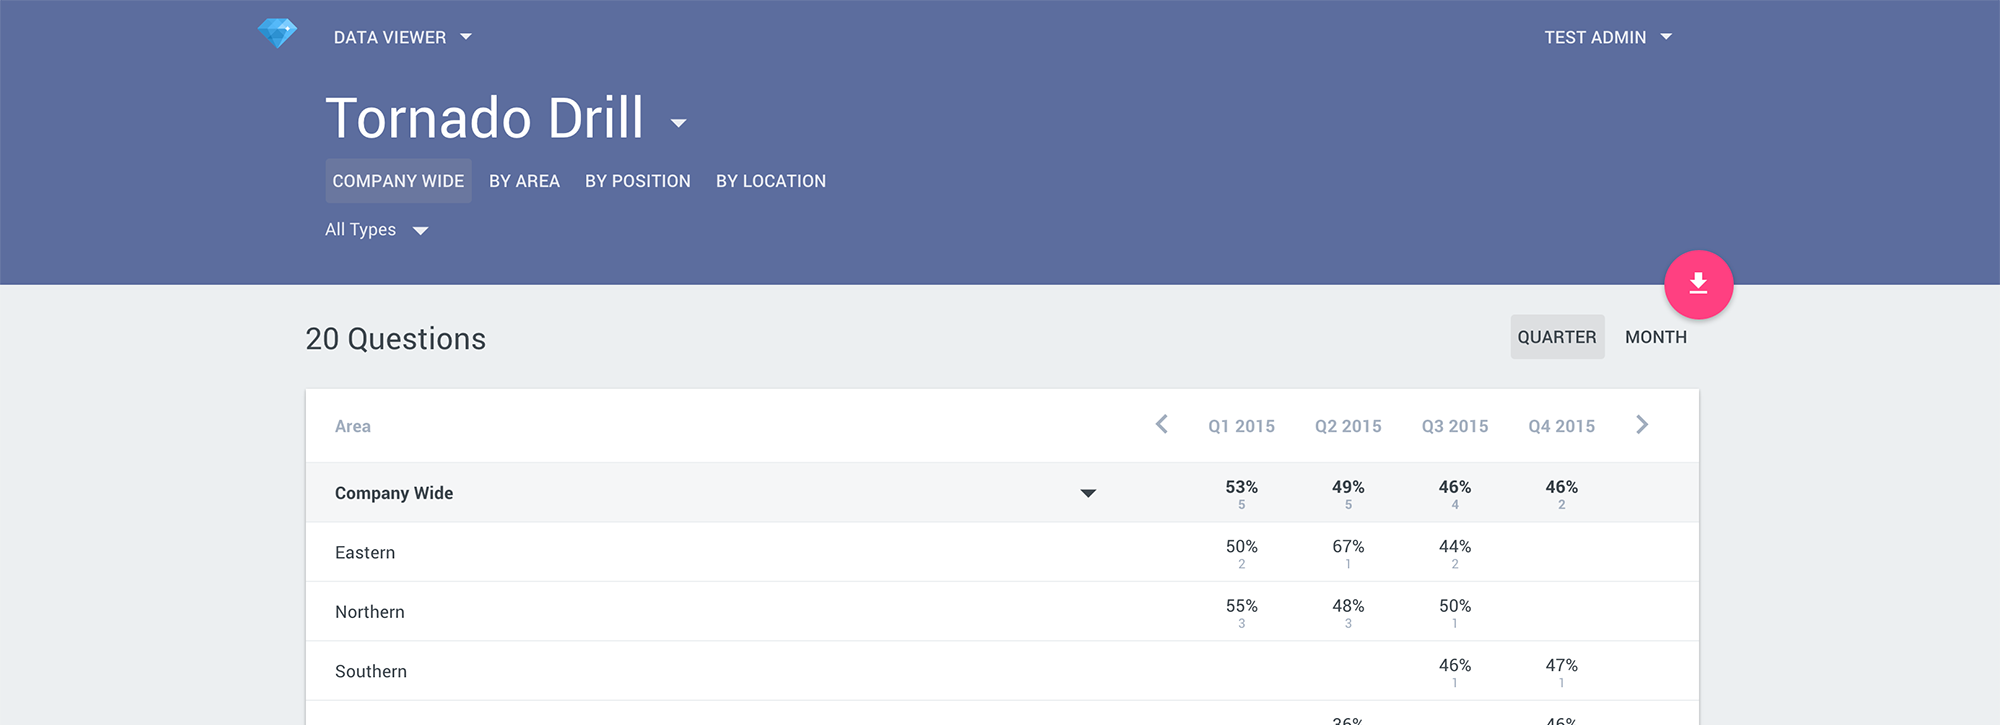 DATA VIEWER
TEST ADMIN
Tornado Drill
COMPANY WIDE BY AREA BY POSITION BY LOCATION
All Types
20 Questions
QUARTER MONTH
Area Q1 2015 Q2 2015 Q3 2015 Q4 2015
Company Wide 53% 49% 46% 46%
5 5 4 2
Eastern 50% 67% 44%
2 1 2
Northern 55% 48% 50%
3 3 1
Southern 46% 47%
1 1
36% 46%